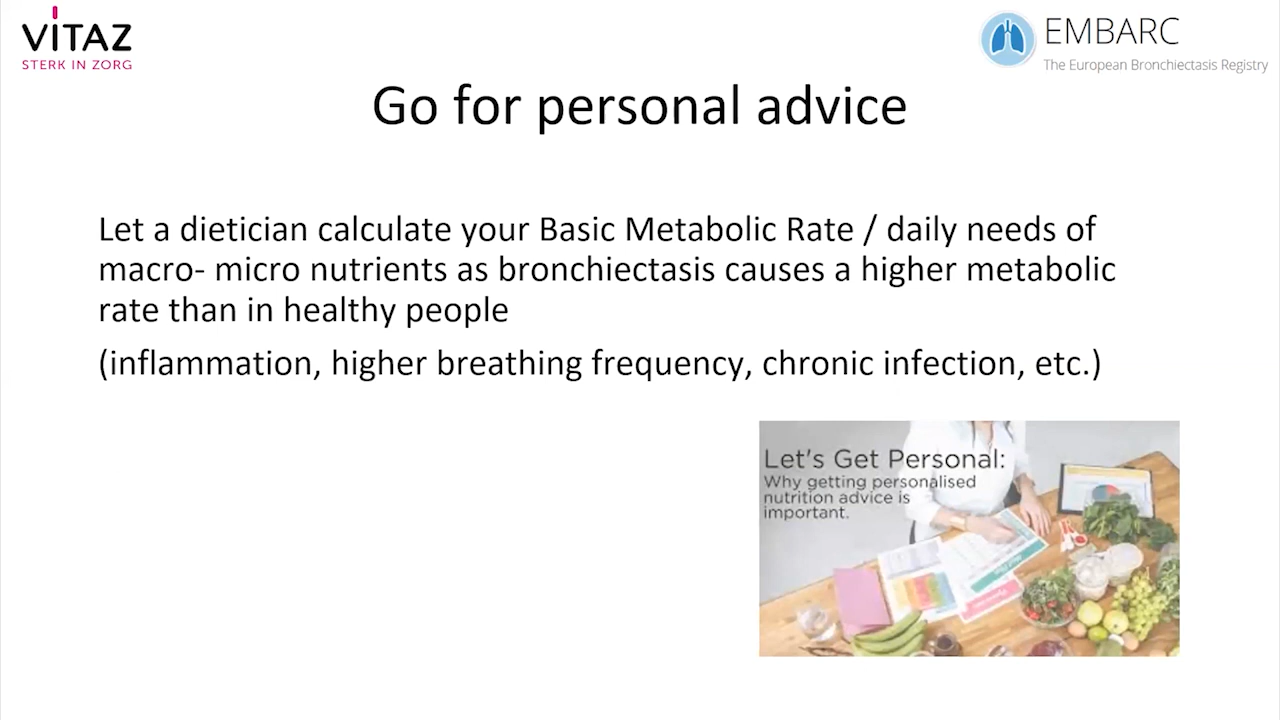 VITAZ
STERK IN ZORG
EMBARC
The European Bronchiectasis Registry
Go for personal advice
Let a dietician calculate your Basic Metabolic Rate / daily needs of
macro- micro nutrients as bronchiectasis causes a higher metabolic
rate than in healthy people
(inflammation, higher breathing frequency, chronic infection, etc.)
Let's Get Personal:
Why getting personalised
nutrition advice is
important.